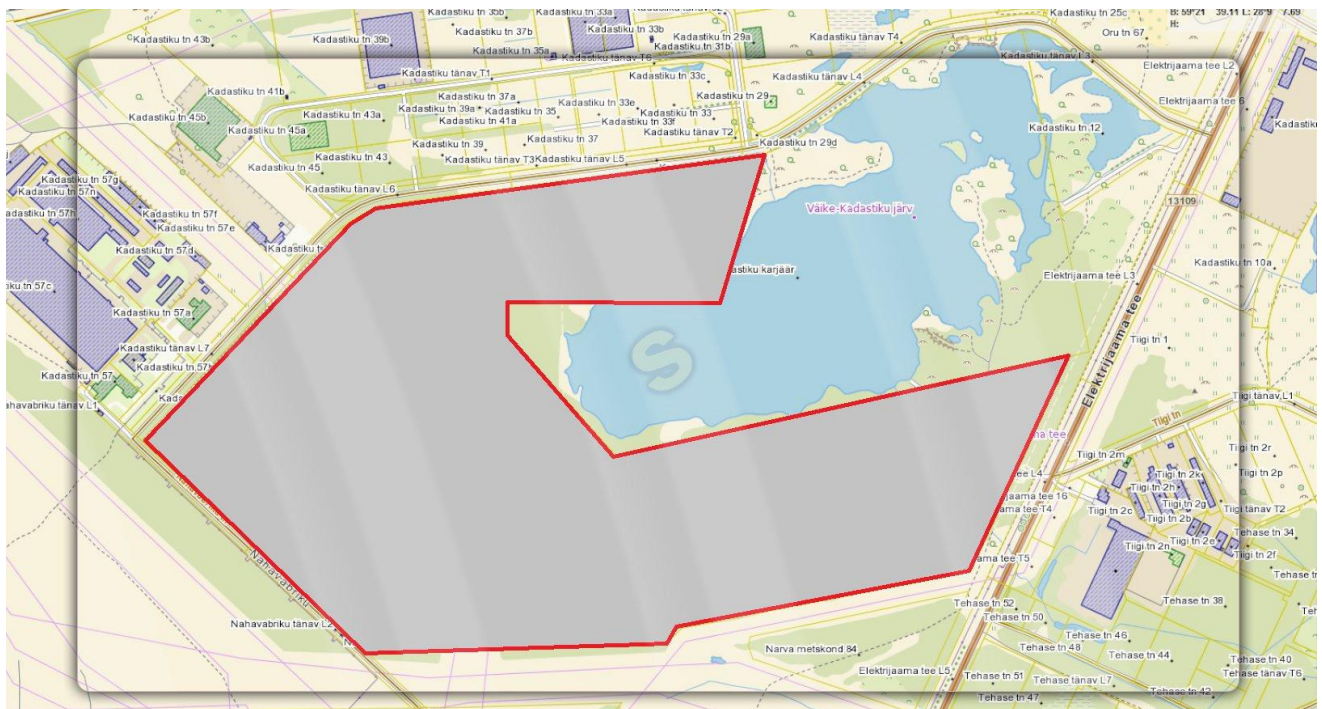 Kadastiku tn 35b
Kadastiku tn 33a
Kadastiku tn 25c
B: 59°21
39.11 L: 28°9
7.69
H:
Kadastiku tn 43b
Kadastiku tn 39b
Kadastiku tn 37b
Kadastiku tn 33b
Kadastiku tn 29a
Kadastiku tänav T4
Oru tn 67
Kadastiku tn 35a
Kadastiku tn 31b
Kadastiku tänav T6
Kadastiku tänav L3
Elektrijaama tee L2
Kadastiku tänav T1
Kadastiku tn 33c
Kadastiku tänav L4
Kadastiku tn 41b
Kadastiku tn 37a
Kadastiku tn 33e
Kadastiku tn 29
Elektrijaama tee 6
Kadastiku tn 45b
Kadastiku tn 43a
Kadastiku tn 39a
Kadastiku tn 35
Kadastiku tn 33
Kadastiku tn 41a
Kadastiku tn 33f
Kadastiku tn 45a
Kadastiku tn 12
Kadastiku tn 37
Kadastiku tänav T2
Kadastiku tn 39
Kadastiku tn 29d
Kadastiku tn 43
Kadastiku tänav T3
Kadastiku tänav L5
Kadastiku tn 45
Kadastiku tn 57g
Kadastiku tänav L6
Kadastiku tn 57n
13109
Väike-Kadastiku järv
Kadastiku tn 57f
Kadastiku tn 57e
Kadastiku tn 57d
Kadastiku tn 10a
karjäär
Elektrijaama tee L3
Kadastiku tn 57a
Elektrijaama tee
Tiigi tn 1
S
Kadastiku tänav L7
Kadastiku tn 57
Tiigi tänav L1
Tiigi tn
Tiigi tn 2r
Tiigi tn 2m
Tiigi tn 2k
Tiigi tn 2p
Tiigi tn 2h
Tiigi tn 2g
Tiigi tn 2c
Tiigi tn 2b
Tiigi tänav T2
Tehase tn 34
Tiigi tn 2e
Tiigi tn 2n
Tiigi tn 2f
Nahavabriku
Tehase tn 52
Tehase tn 38
Tehase tn 50
Nahavabriku tänav L2
Tehase tn 46
Tehase tn 48
Tehase tn 44
Narva metskond 84
Tehase tn 40
Elektrijaama tee L5
Tehase tn 51
Tehase tänav L7
Tehase tänav T6
Tehase tn 47
Tehase tn 42